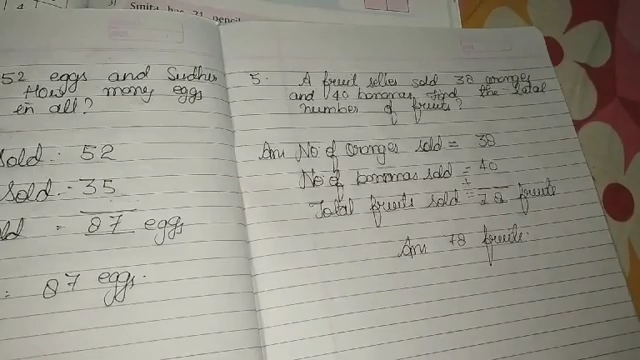 Smita has 21 pencil
52 eggs and Sudhir
How many eggs
in all?
Sold: 52
Sold: 35
= 87 eggs
= 87 eggs.
5. A fruit seller sold 38 oranges
and 40 bananas, find the total
number of fruits?
Ans No of oranges sold = 38
No of bananas sold = 40
+
Total fruits sold = 78 fruits
Ans 78 fruits.